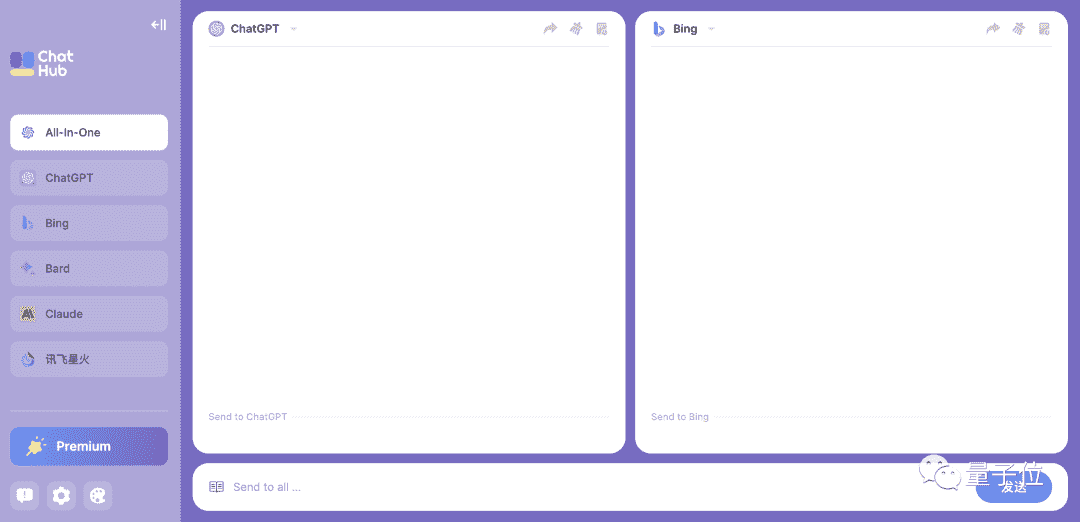 Chat
Hub
All-In-One
ChatGPT
Bing
Bard
Claude
讯飞星火
Premium
ChatGPT
Send to ChatGPT
Bing
Send to Bing
Send to all ...
发送
量子位